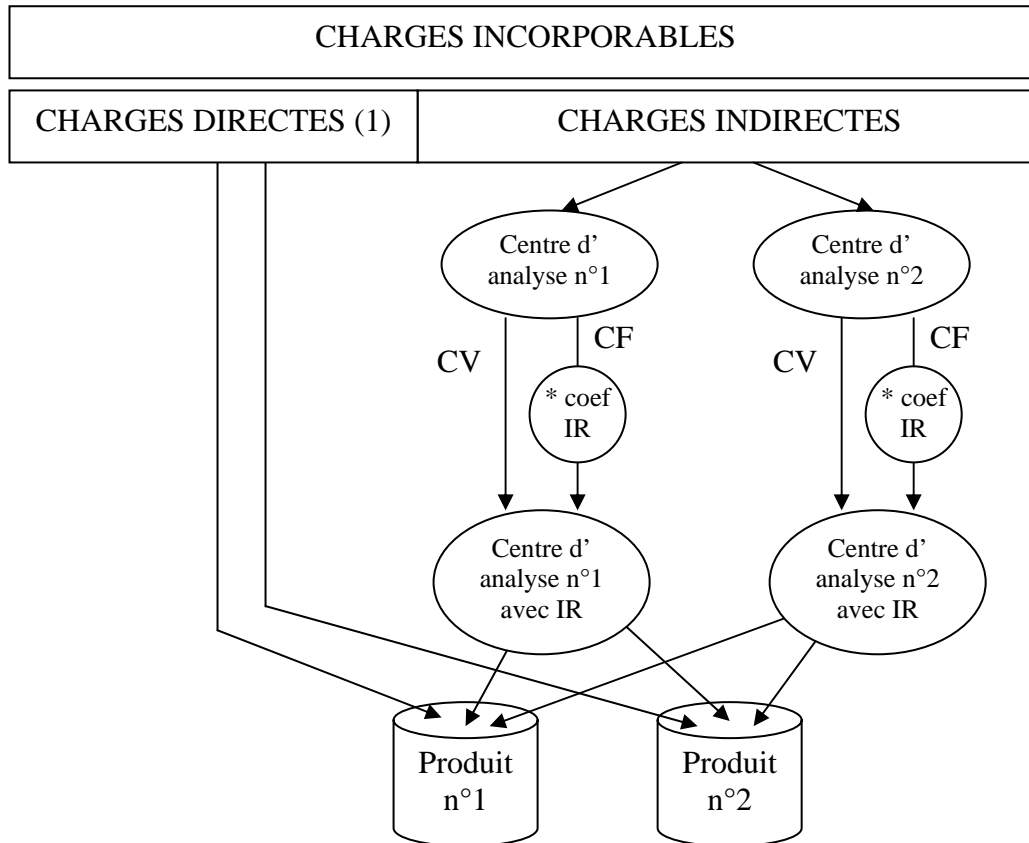 CHARGES INCORPORABLES
CHARGES DIRECTES (1)
CHARGES INDIRECTES
Centre d’
analyse n°1
Centre d’
analyse n°2
CV
CF
CV
CF
* coef
IR
* coef
IR
Centre d’
analyse n°1
avec IR
Centre d’
analyse n°2
avec IR
Produit
n°1
Produit
n°2